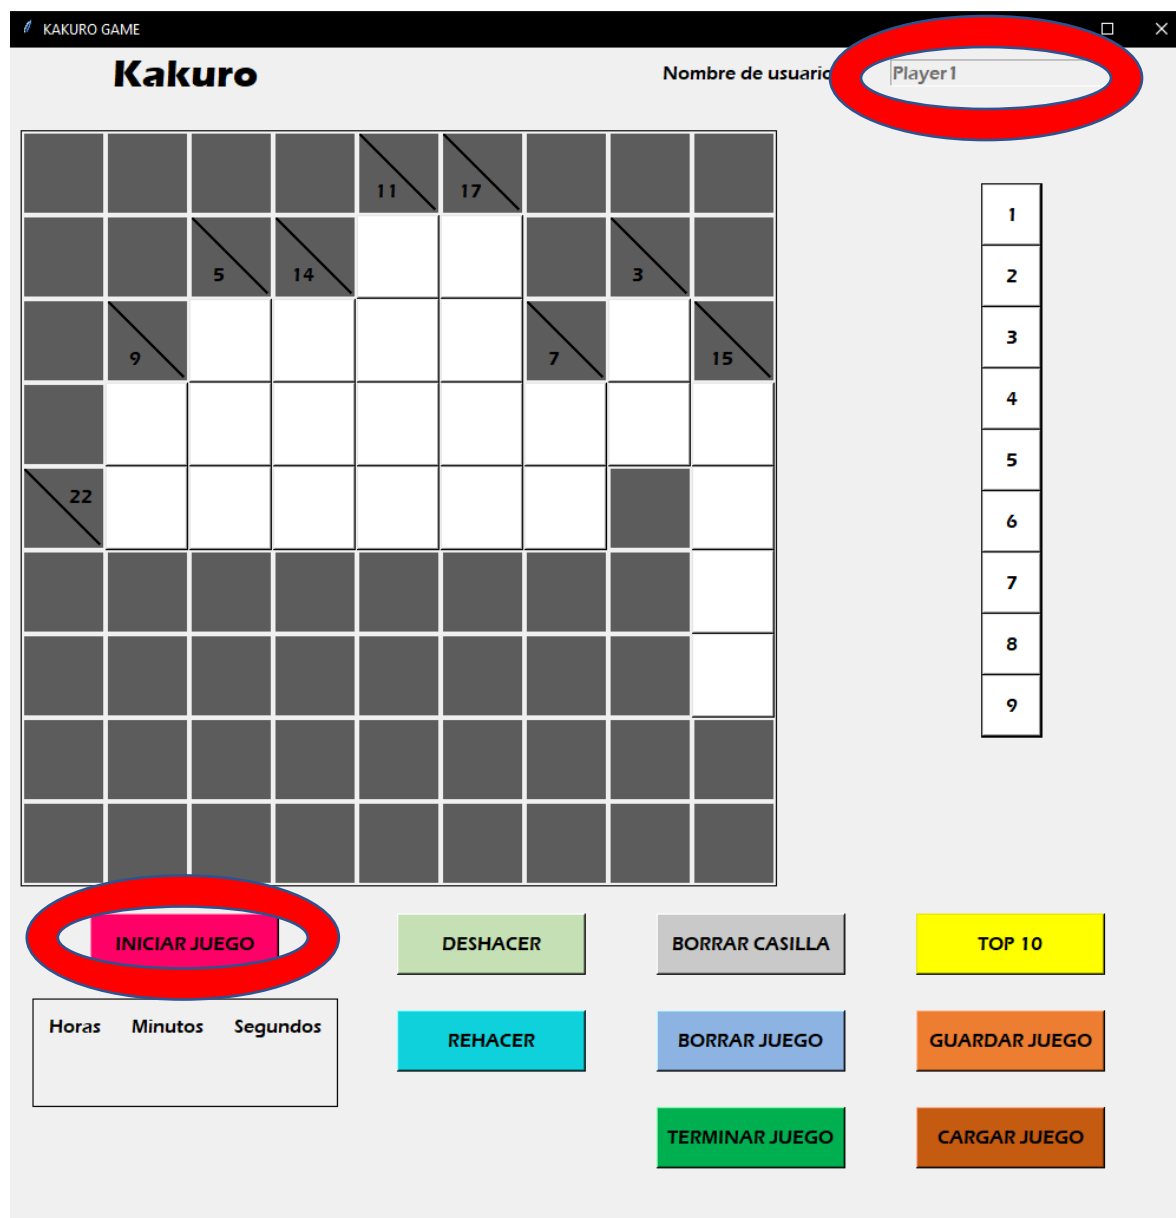 KAKURO GAME
Kakuro
Nombre de usuario
Player1
11 17
5 14 3
9 7 15
22
1
2
3
4
5
6
7
8
9
INICIAR JUEGO DESHACER BORRAR CASILLA TOP 10
Horas Minutos Segundos
REHACER BORRAR JUEGO GUARDAR JUEGO
TERMINAR JUEGO CARGAR JUEGO